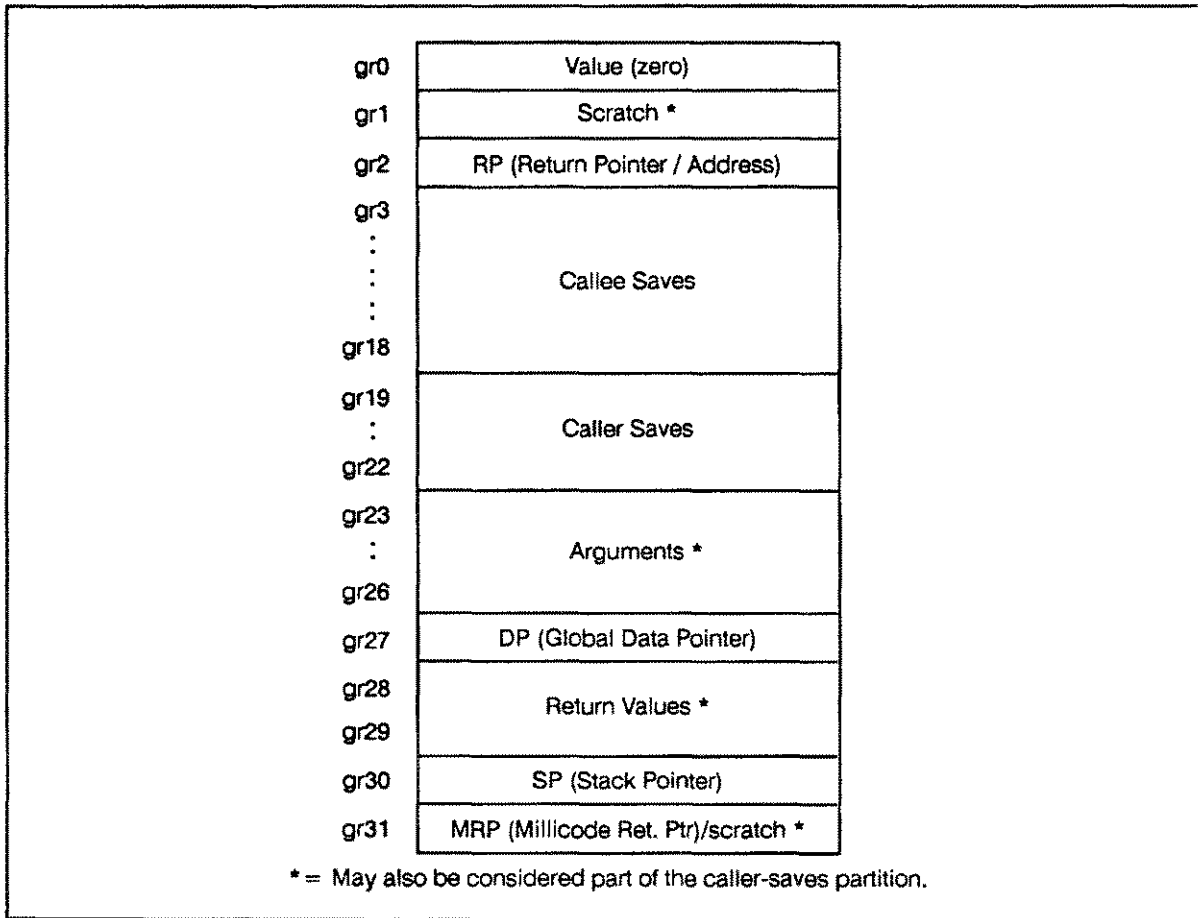 gr0 Value (zero)
gr1 Scratch *
gr2 RP (Return Pointer / Address)
gr3
Callee Saves
gr18
gr19
Caller Saves
gr22
gr23
Arguments *
gr26
gr27 DP (Global Data Pointer)
gr28
Return Values *
gr29
gr30 SP (Stack Pointer)
gr31 MRP (Millicode Ret. Ptr)/scratch *
* = May also be considered part of the caller-saves partition.